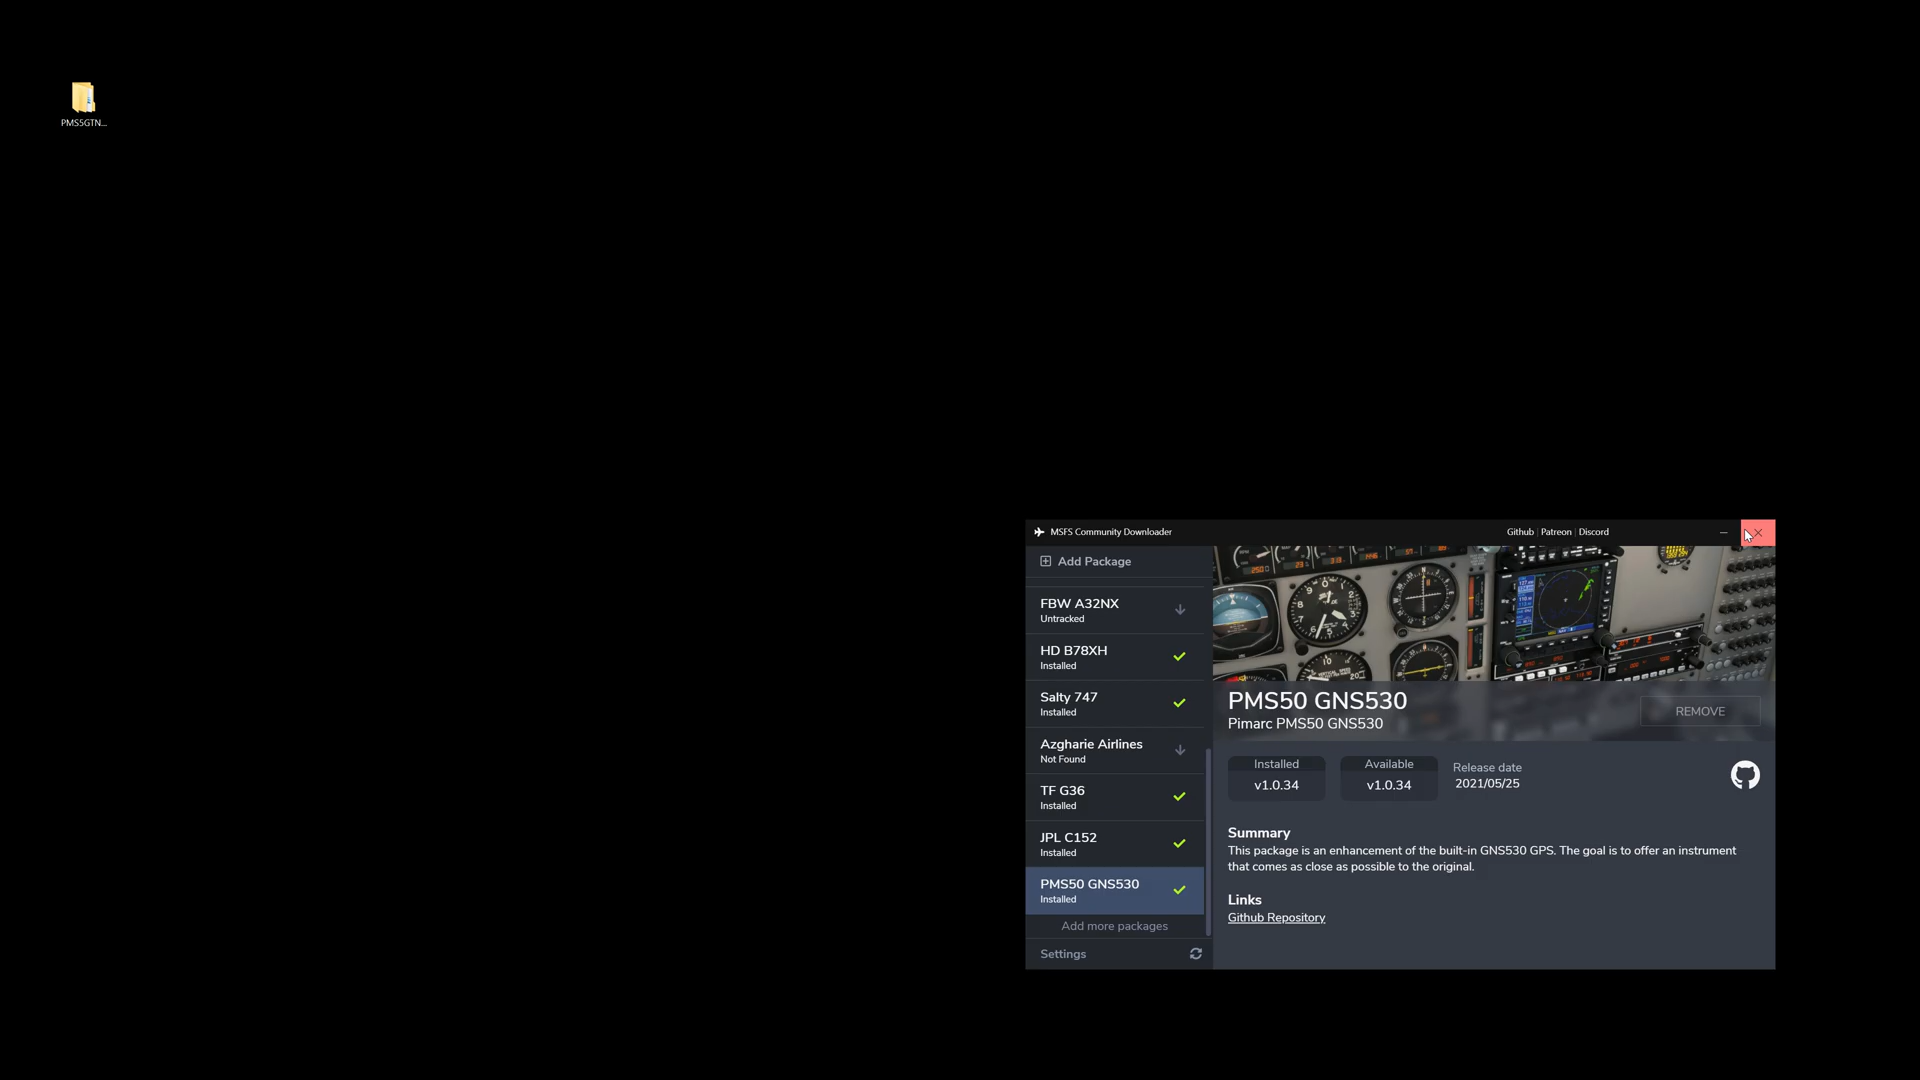 PMS5GTN...
MSFS Community Downloader
Github | Patreon | Discord
Add Package
FBW A32NX
Untracked
HD B78XH
Installed
Salty 747
Installed
Azgharie Airlines
Not Found
TF G36
Installed
JPL C152
Installed
PMS50 GNS530
Installed
Add more packages
Settings
PMS50 GNS530
Pimarc PMS50 GNS530
REMOVE
Installed
v1.0.34
Available
v1.0.34
Release date
2021/05/25
Summary
This package is an enhancement of the built-in GNS530 GPS. The goal is to offer an instrument
that comes as close as possible to the original.
Links
Github Repository